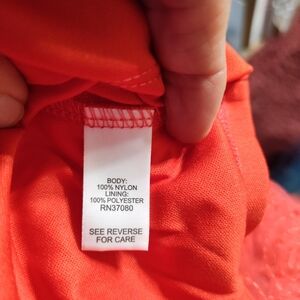 BODY:
100% NYLON
LINING:
100% POLYESTER
RN37080
SEE REVERSE
FOR CARE